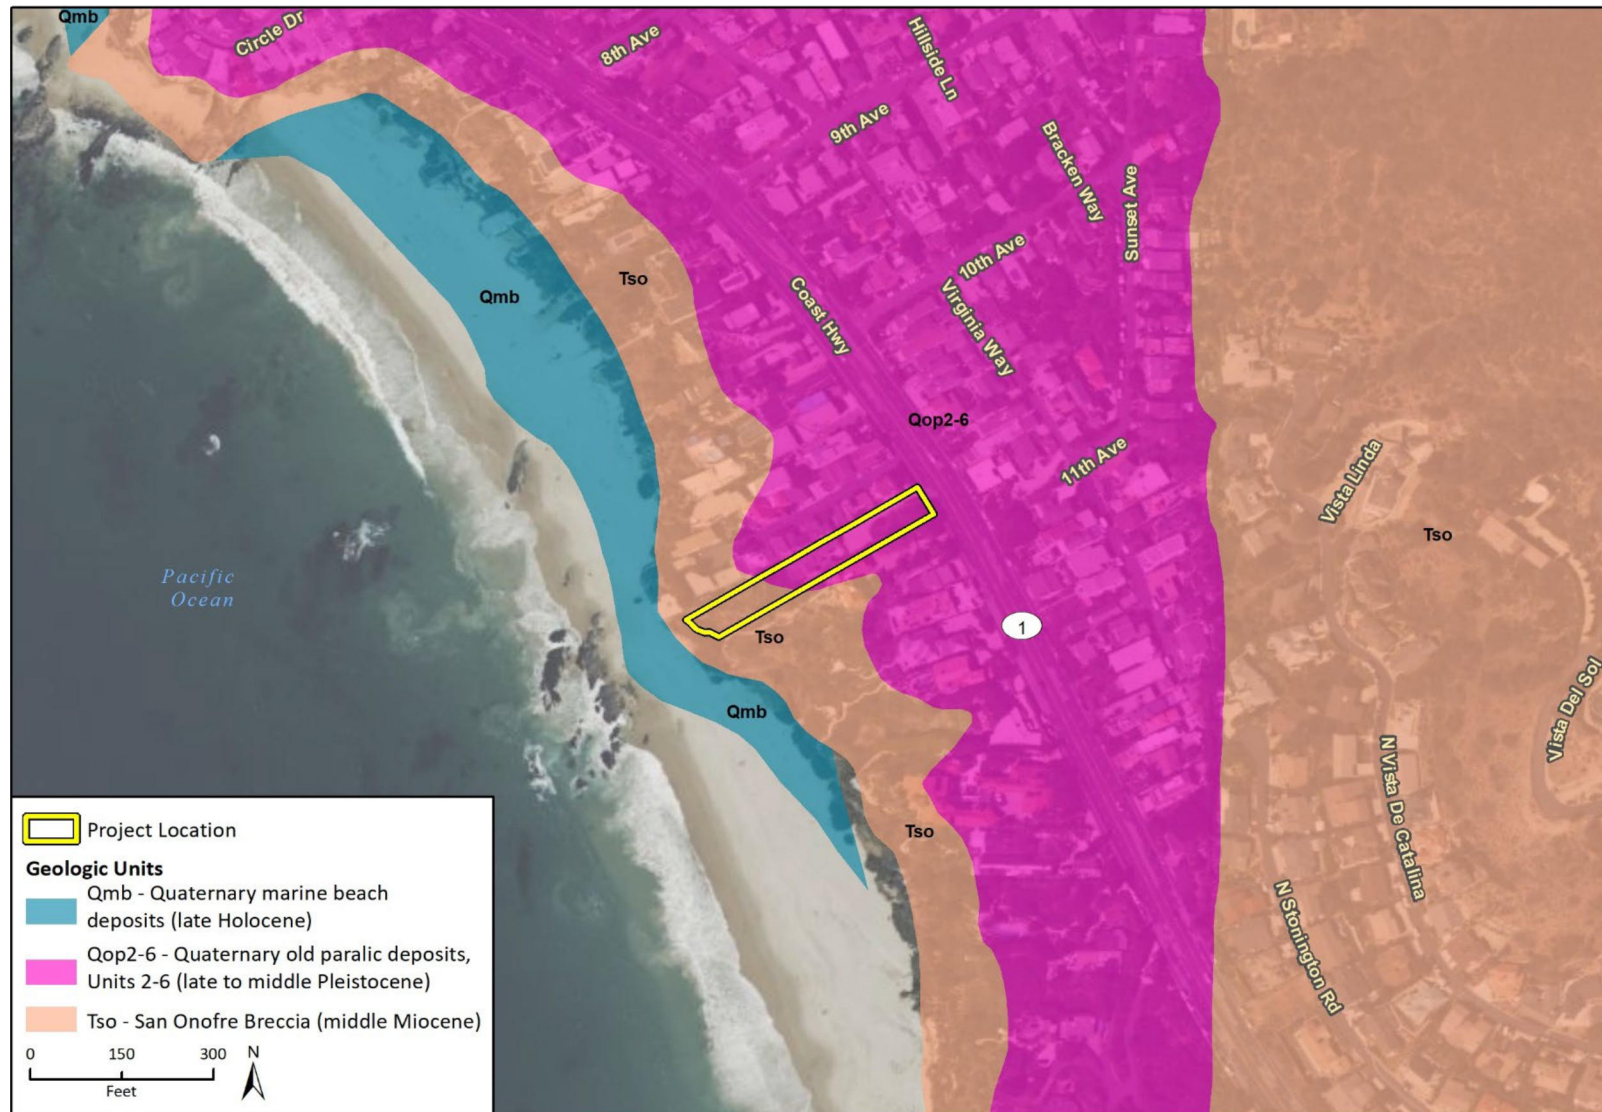 Qmb
Circle Dr
8th Ave
Hillside Ln
9th Ave
Bracken Way
Sunset Ave
10th Ave
Tso
Qmb
Coast Hwy
Virginia Way
Qop2-6
11th Ave
Vista Linda
Tso
Pacific
Ocean
1
Tso
Vista Del Sol
Qmb
N Vista De Catalina
Tso
N Stonington Rd
Project Location
Geologic Units
Qmb - Quaternary marine beach
deposits (late Holocene)
Qop2-6 - Quaternary old paralic deposits,
Units 2-6 (late to middle Pleistocene)
Tso - San Onofre Breccia (middle Miocene)
0 150 300
Feet
N